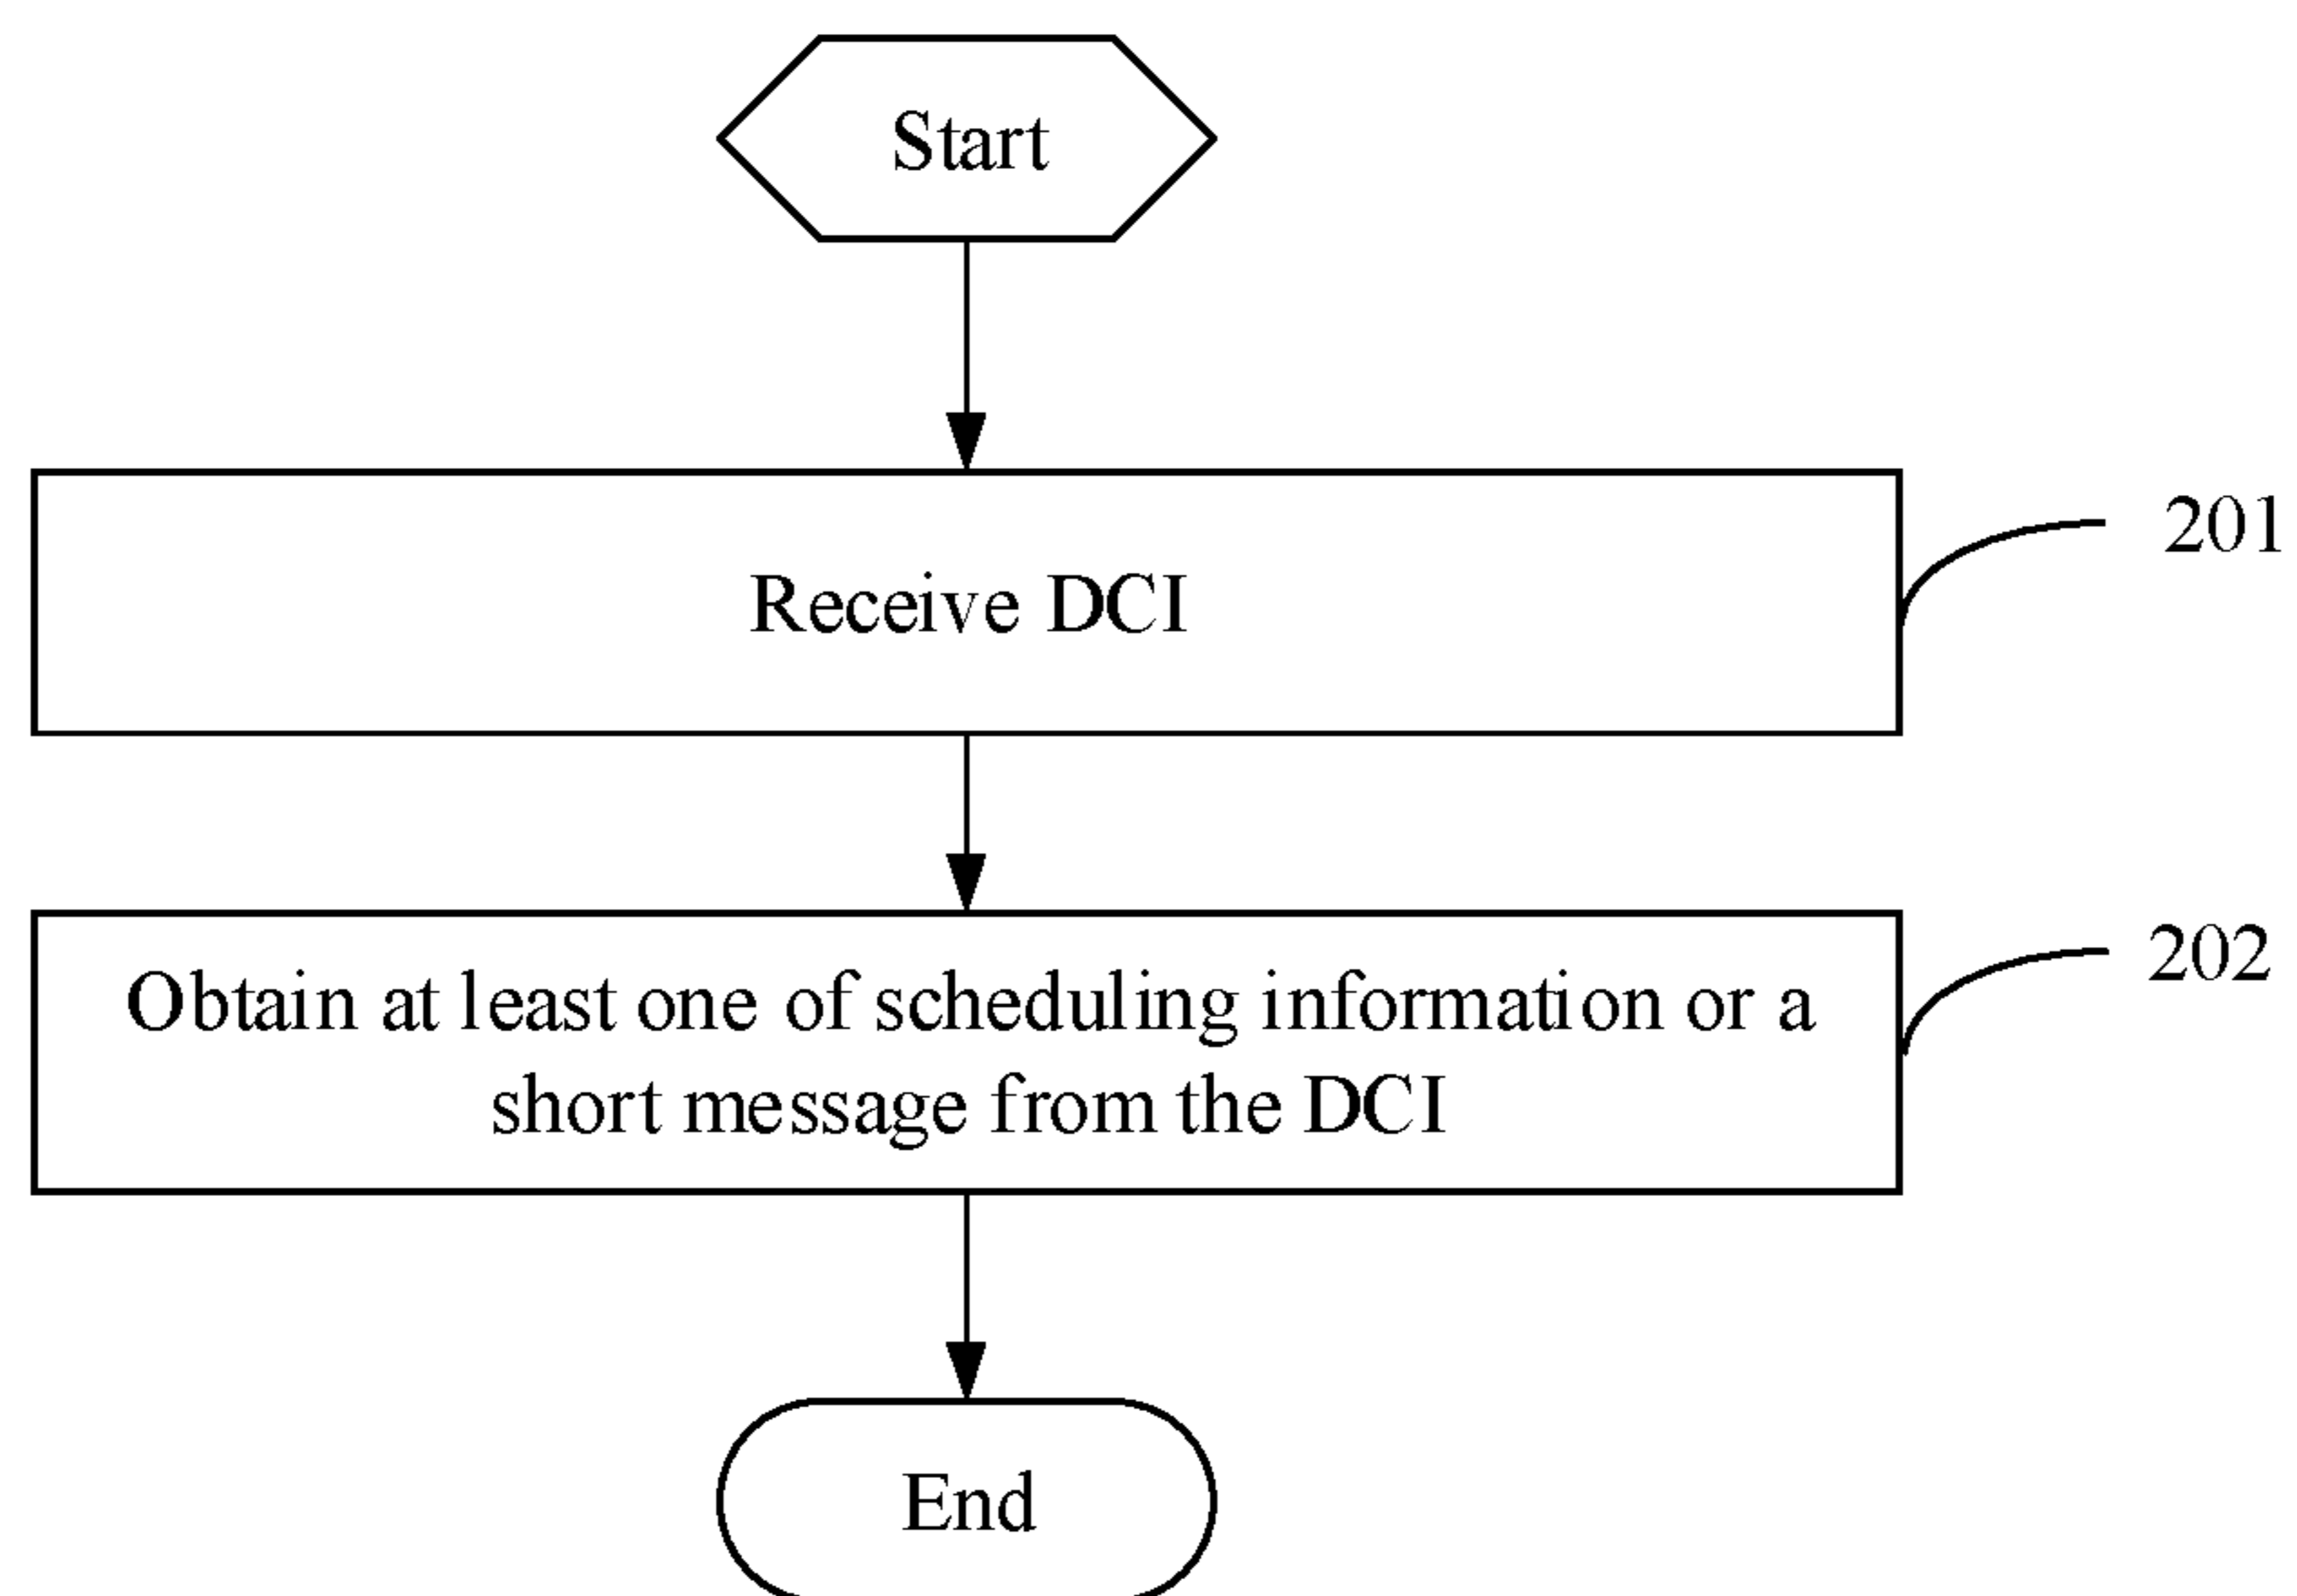 Start
Receive DCI
201
Obtain at least one of scheduling information or a
short message from the DCI
202
End